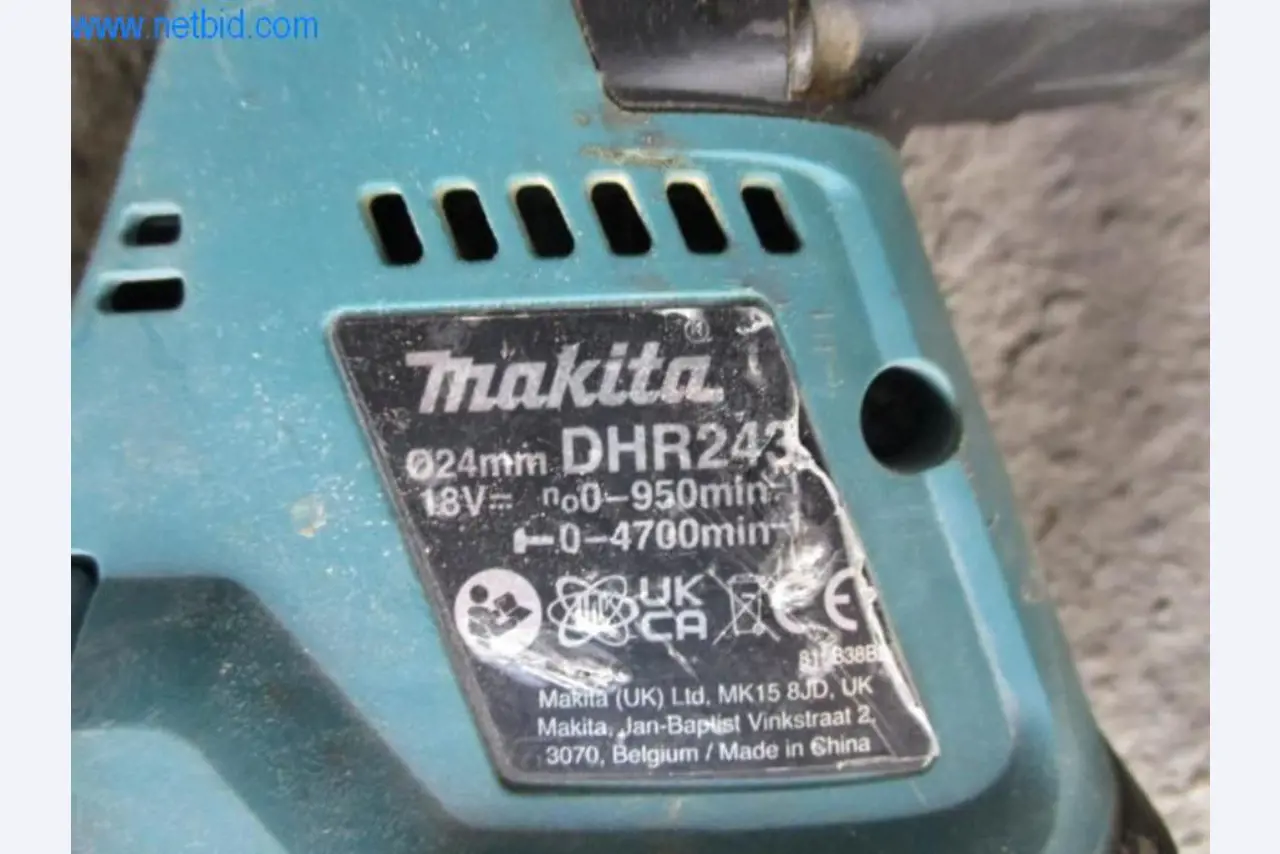 www.netbid.com
makita®
Ø24mm DHR243
18V⎓ n₀0–950min⁻¹
0–4700min⁻¹
UK
CA
CE
Makita (UK) Ltd. MK15 8JD, UK
Makita, Jan-Baptist Vinkstraat 2,
3070, Belgium / Made in China